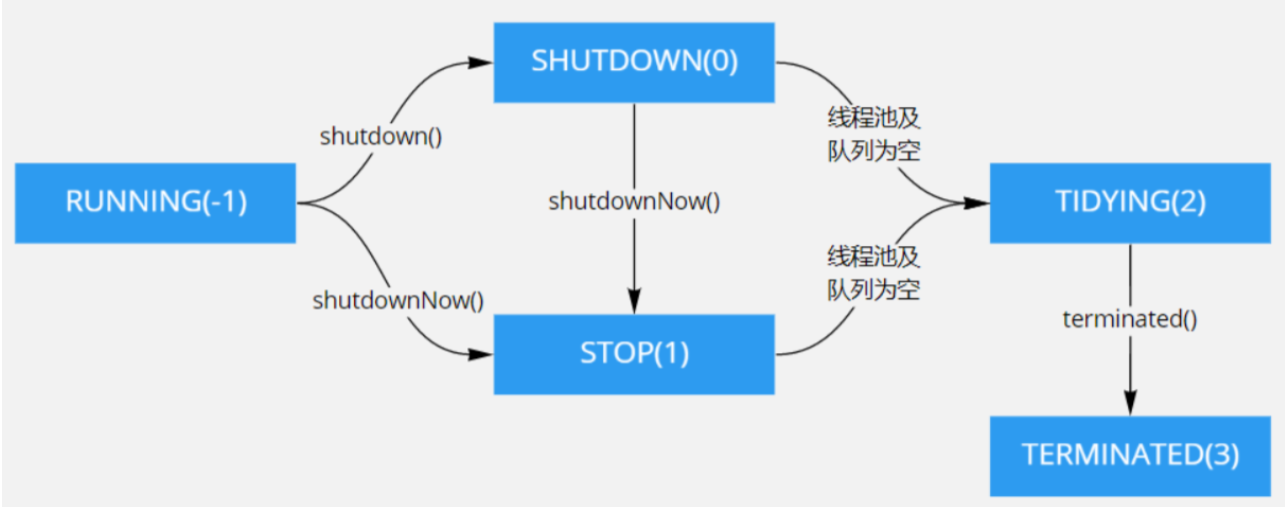 SHUTDOWN(0)
shutdown()
线程池及
队列为空
RUNNING(-1)
shutdownNow()
TIDYING(2)
shutdownNow()
线程池及
队列为空
STOP(1)
terminated()
TERMINATED(3)